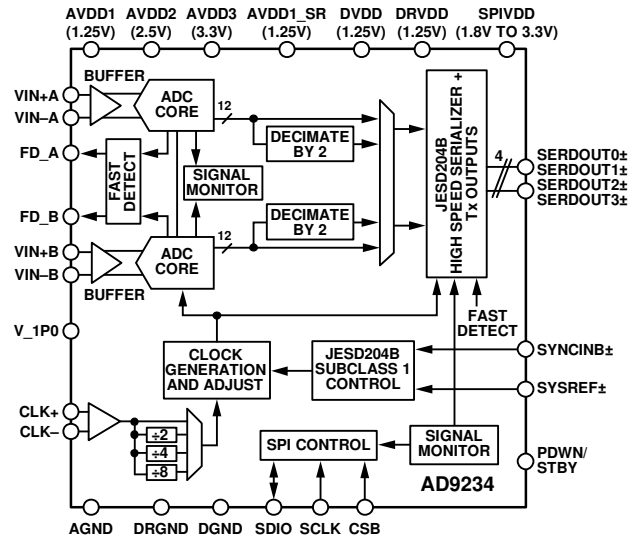 AVDD1 AVDD2 AVDD3 AVDD1_SR DVDD DRVDD SPIVDD
(1.25V) (2.5V) (3.3V) (1.25V) (1.25V) (1.25V) (1.8V TO 3.3V)
BUFFER
VIN+A
VIN–A
ADC
CORE
12
DECIMATE
BY 2
FD_A
FAST
DETECT
SIGNAL
MONITOR
JESD204B
HIGH SPEED SERIALIZER +
Tx OUTPUTS
4
SERDOUT0±
SERDOUT1±
SERDOUT2±
SERDOUT3±
FD_B
VIN+B
VIN–B
ADC
CORE
12
DECIMATE
BY 2
BUFFER
FAST
DETECT
V_1P0
CLOCK
GENERATION
AND ADJUST
JESD204B
SUBCLASS 1
CONTROL
SYNCINB±
SYSREF±
CLK+
CLK–
÷2
÷4
÷8
SPI CONTROL
SIGNAL
MONITOR
PDWN/
STBY
AD9234
AGND DRGND DGND SDIO SCLK CSB